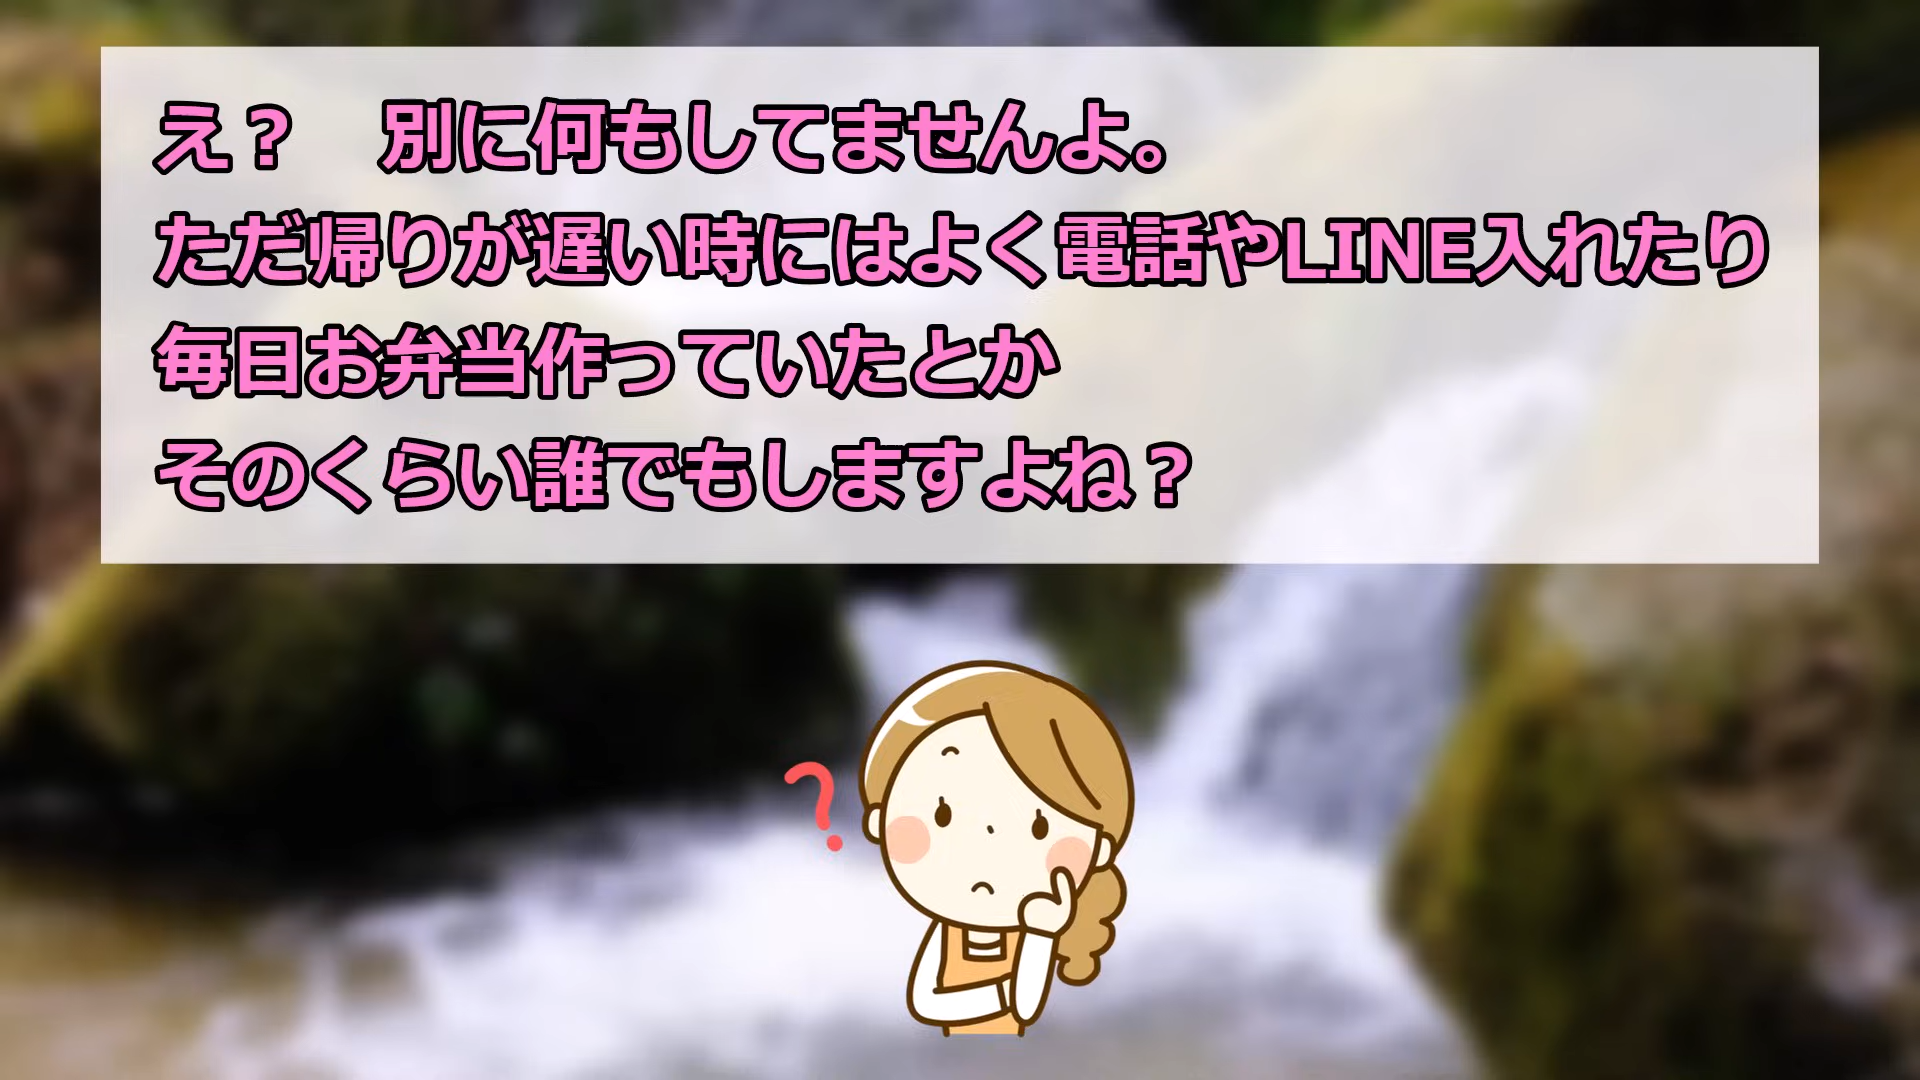 え？　別に何もしてませんよ。
ただ帰りが遅い時にはよく電話やLINE入れたり
毎日お弁当作っていたとか
そのくらい誰でもしますよね？